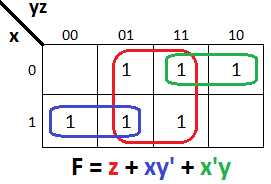 yz
x 00 01 11 10
0 1 1 1
1 1 1 1
F = z + xy' + x'y